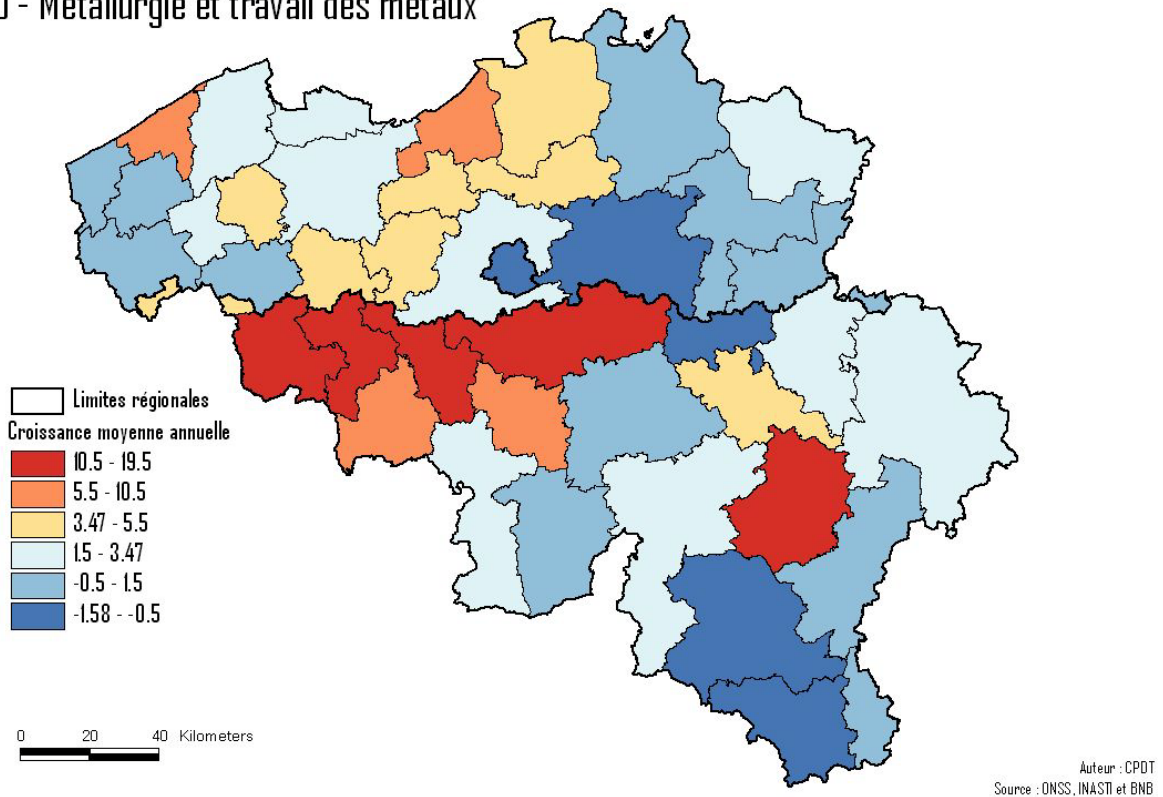 - Métallurgie et travail des métaux
Limites régionales
Croissance moyenne annuelle
10.5 - 19.5
5.5 - 10.5
3.47 - 5.5
1.5 - 3.47
-0.5 - 1.5
-1.58 - -0.5
0 20 40 Kilometers
Auteur : CPDT
Source : ONSS, INASTI et BNB